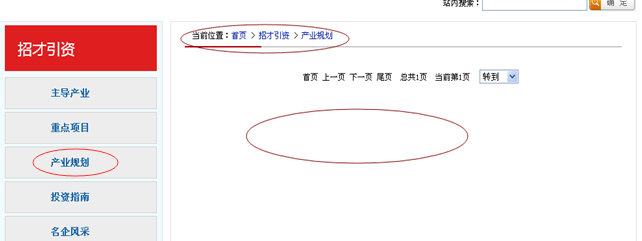 站内搜索：
确 定
招才引资
当前位置：首页 > 招才引资 > 产业规划
首页 上一页 下一页 尾页 总共1页 当前第1页 转到
主导产业
重点项目
产业规划
投资指南
名企风采